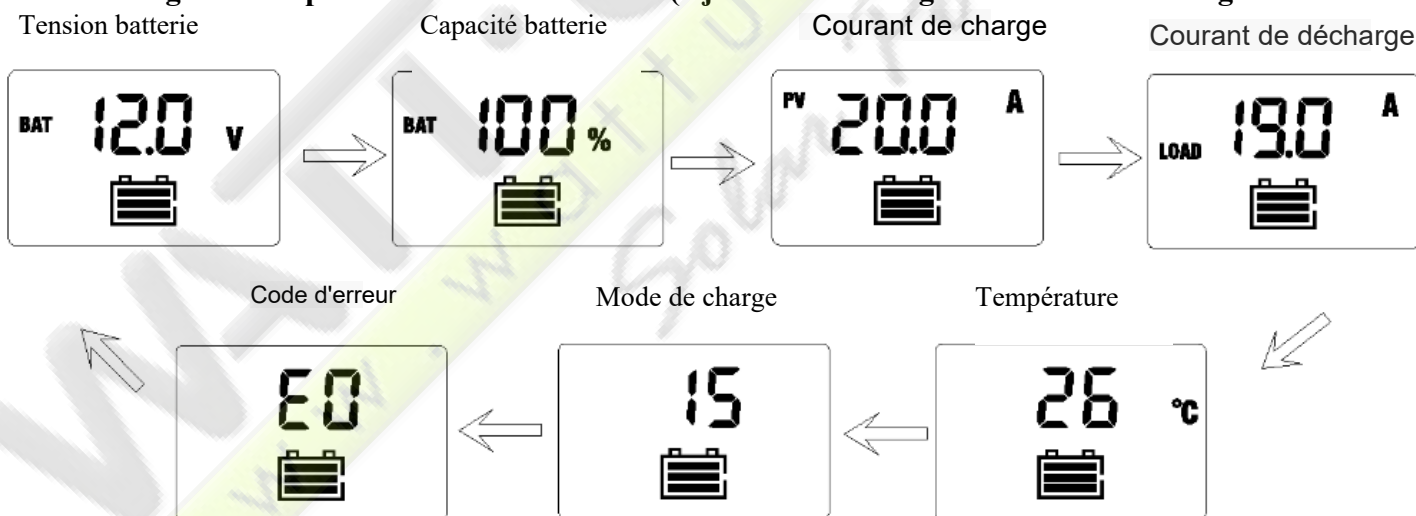 Tension batterie
Capacité batterie
Courant de charge
Courant de décharge
BAT 12.0 V
BAT 100 %
PV 20.0 A
LOAD 19.0 A
Code d'erreur
Mode de charge
Température
E0
15
26 °C